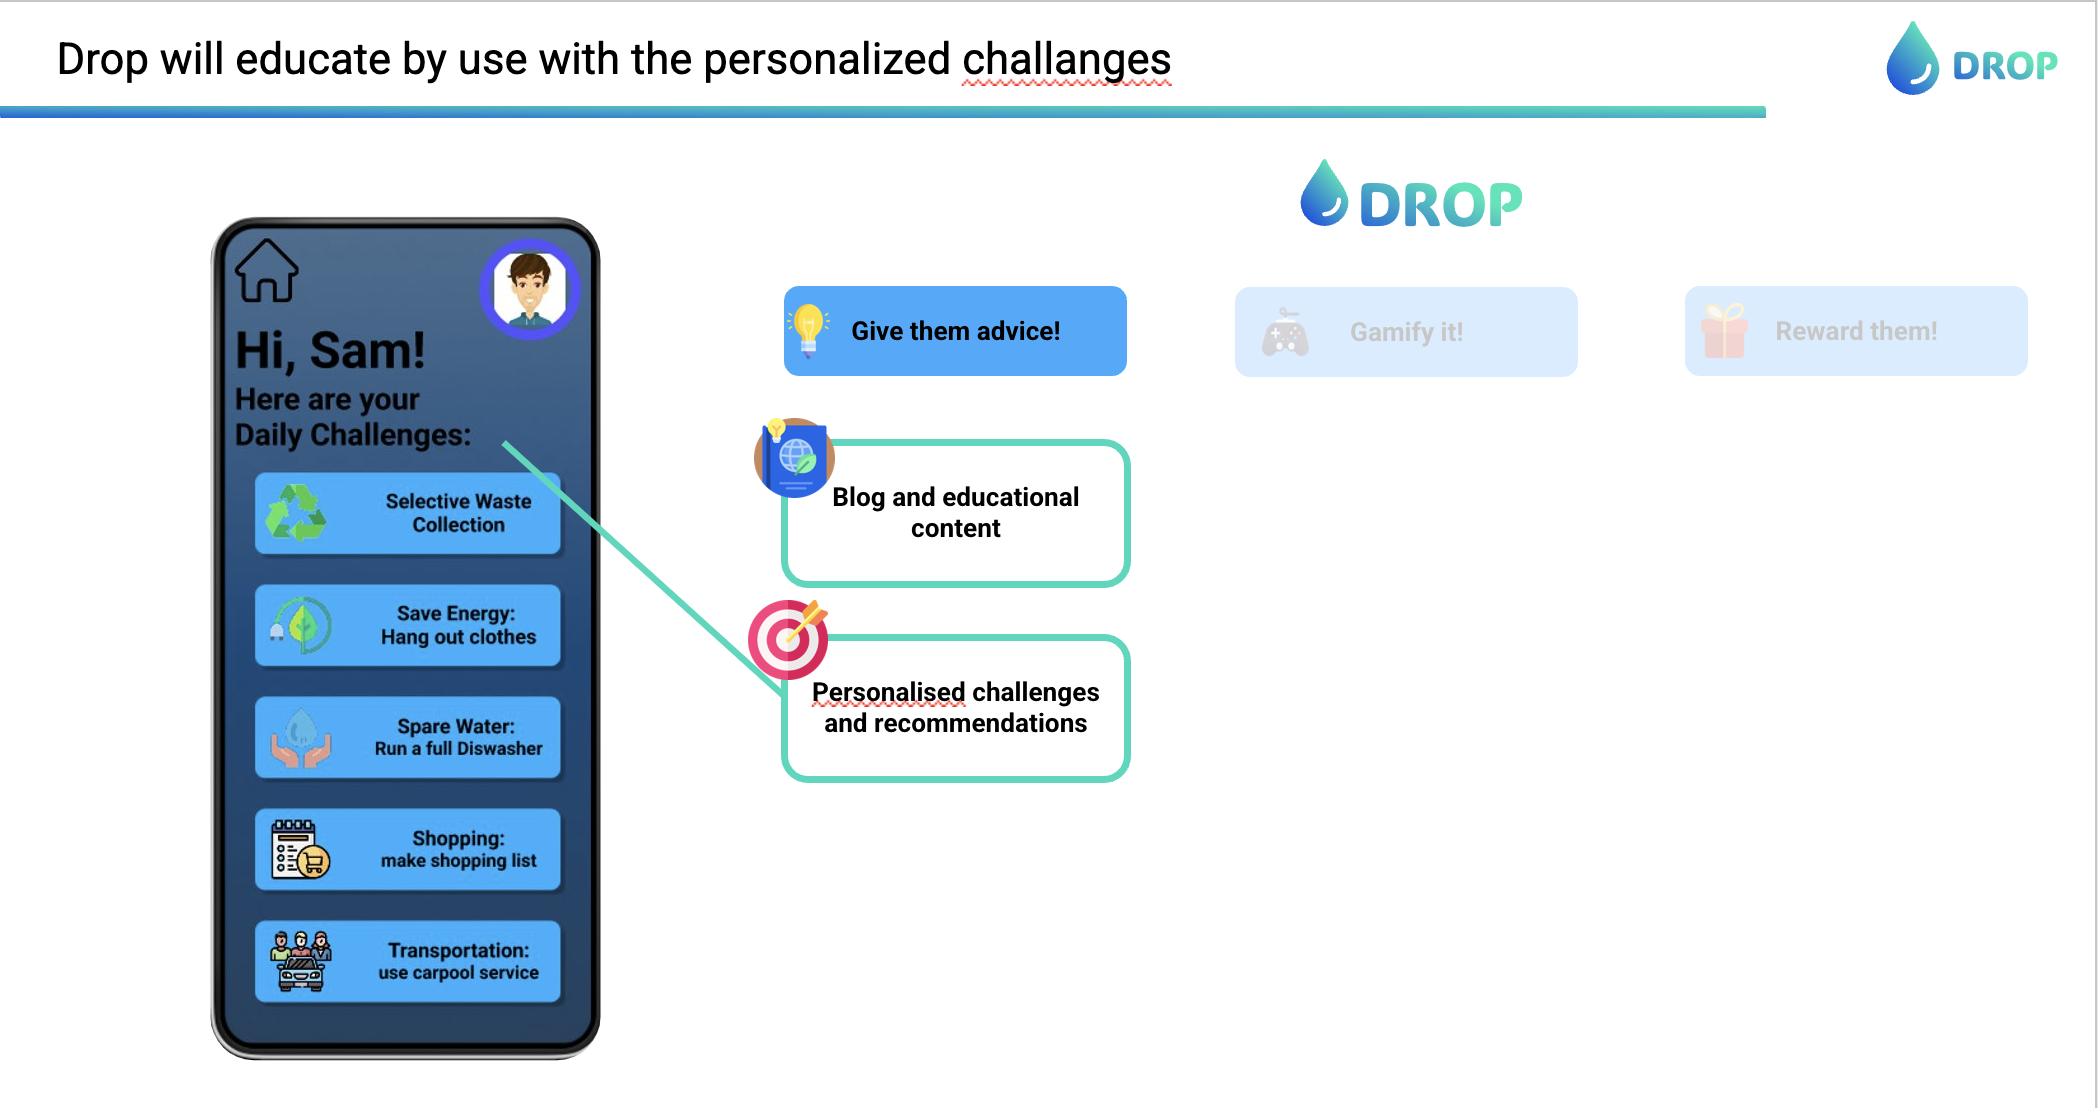 Drop will educate by use with the personalized challanges
DROP
DROP
Hi, Sam!
Here are your
Daily Challenges:
Selective Waste
Collection
Save Energy:
Hang out clothes
Spare Water:
Run a full Diswasher
Shopping:
make shopping list
Transportation:
use carpool service
Give them advice!
Gamify it!
Reward them!
Blog and educational
content
Personalised challenges
and recommendations